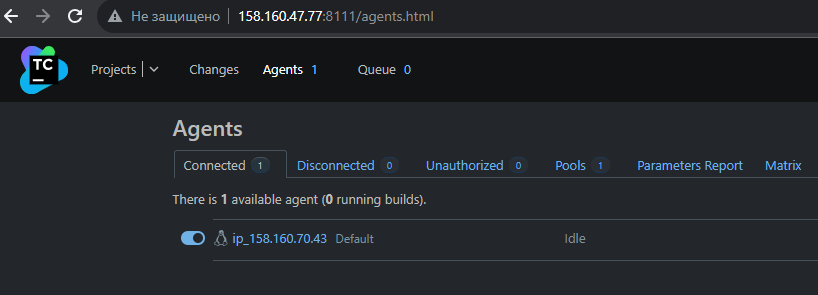 Не защищено 158.160.47.77:8111/agents.html
TC Projects Changes Agents 1 Queue 0
Agents
Connected 1 Disconnected 0 Unauthorized 0 Pools 1 Parameters Report Matrix
There is 1 available agent (0 running builds).
ip_158.160.70.43 Default Idle